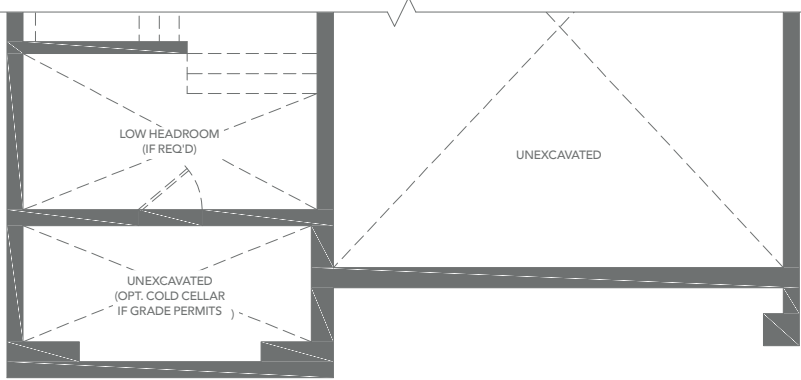 LOW HEADROOM
(IF REQ'D)
UNEXCAVATED
UNEXCAVATED
(OPT. COLD CELLAR
IF GRADE PERMITS )